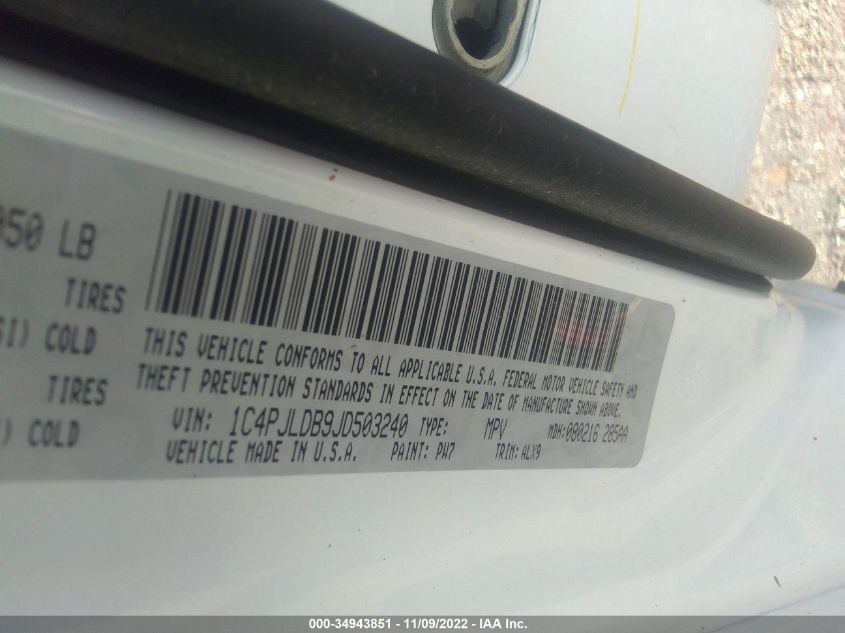 050 LB
TIRES
SI) COLD
TIRES
) COLD
THIS VEHICLE CONFORMS TO ALL APPLICABLE U.S.A. FEDERAL MOTOR VEHICLE SAFETY AND
THEFT PREVENTION STANDARDS IN EFFECT ON THE DATE OF MANUFACTURE SHOWN ABOVE.
VIN: 1C4PJLDB9JD503240 TYPE: MPV MDH:080216 285AA
VEHICLE MADE IN U.S.A. PAINT: PW7 TRIM: ALX9
000-34943851 - 11/09/2022 - IAA Inc.